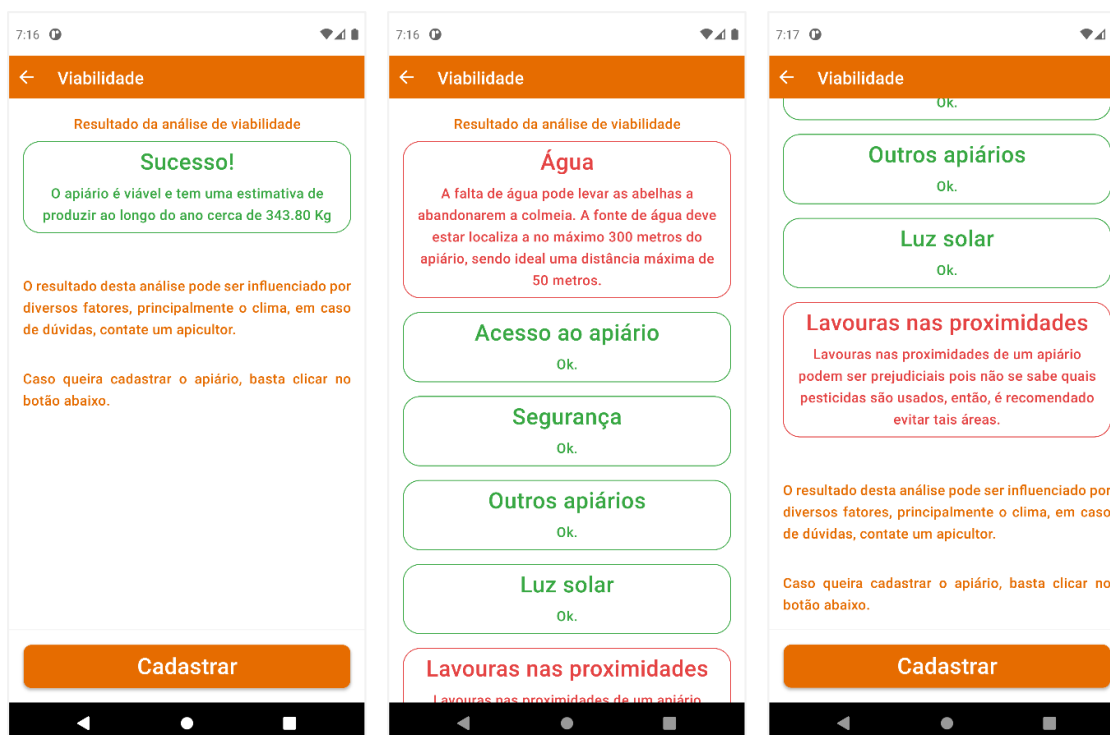 7:16
Viabilidade
Resultado da análise de viabilidade
Sucesso!
O apiário é viável e tem uma estimativa de
produzir ao longo do ano cerca de 343.80 Kg
O resultado desta análise pode ser influenciado por
diversos fatores, principalmente o clima, em caso
de dúvidas, contate um apicultor.
Caso queira cadastrar o apiário, basta clicar no
botão abaixo.
Cadastrar
7:16
Viabilidade
Resultado da análise de viabilidade
Água
A falta de água pode levar as abelhas a
abandonarem a colmeia. A fonte de água deve
estar localiza a no máximo 300 metros do
apiário, sendo ideal uma distância máxima de
50 metros.
Acesso ao apiário
Ok.
Segurança
Ok.
Outros apiários
Ok.
Luz solar
Ok.
Lavouras nas proximidades
Lavouras nas proximidades de um apiário
7:17
Viabilidade
Ok.
Outros apiários
Ok.
Luz solar
Ok.
Lavouras nas proximidades
Lavouras nas proximidades de um apiário
podem ser prejudiciais pois não se sabe quais
pesticidas são usados, então, é recomendado
evitar tais áreas.
O resultado desta análise pode ser influenciado por
diversos fatores, principalmente o clima, em caso
de dúvidas, contate um apicultor.
Caso queira cadastrar o apiário, basta clicar no
botão abaixo.
Cadastrar